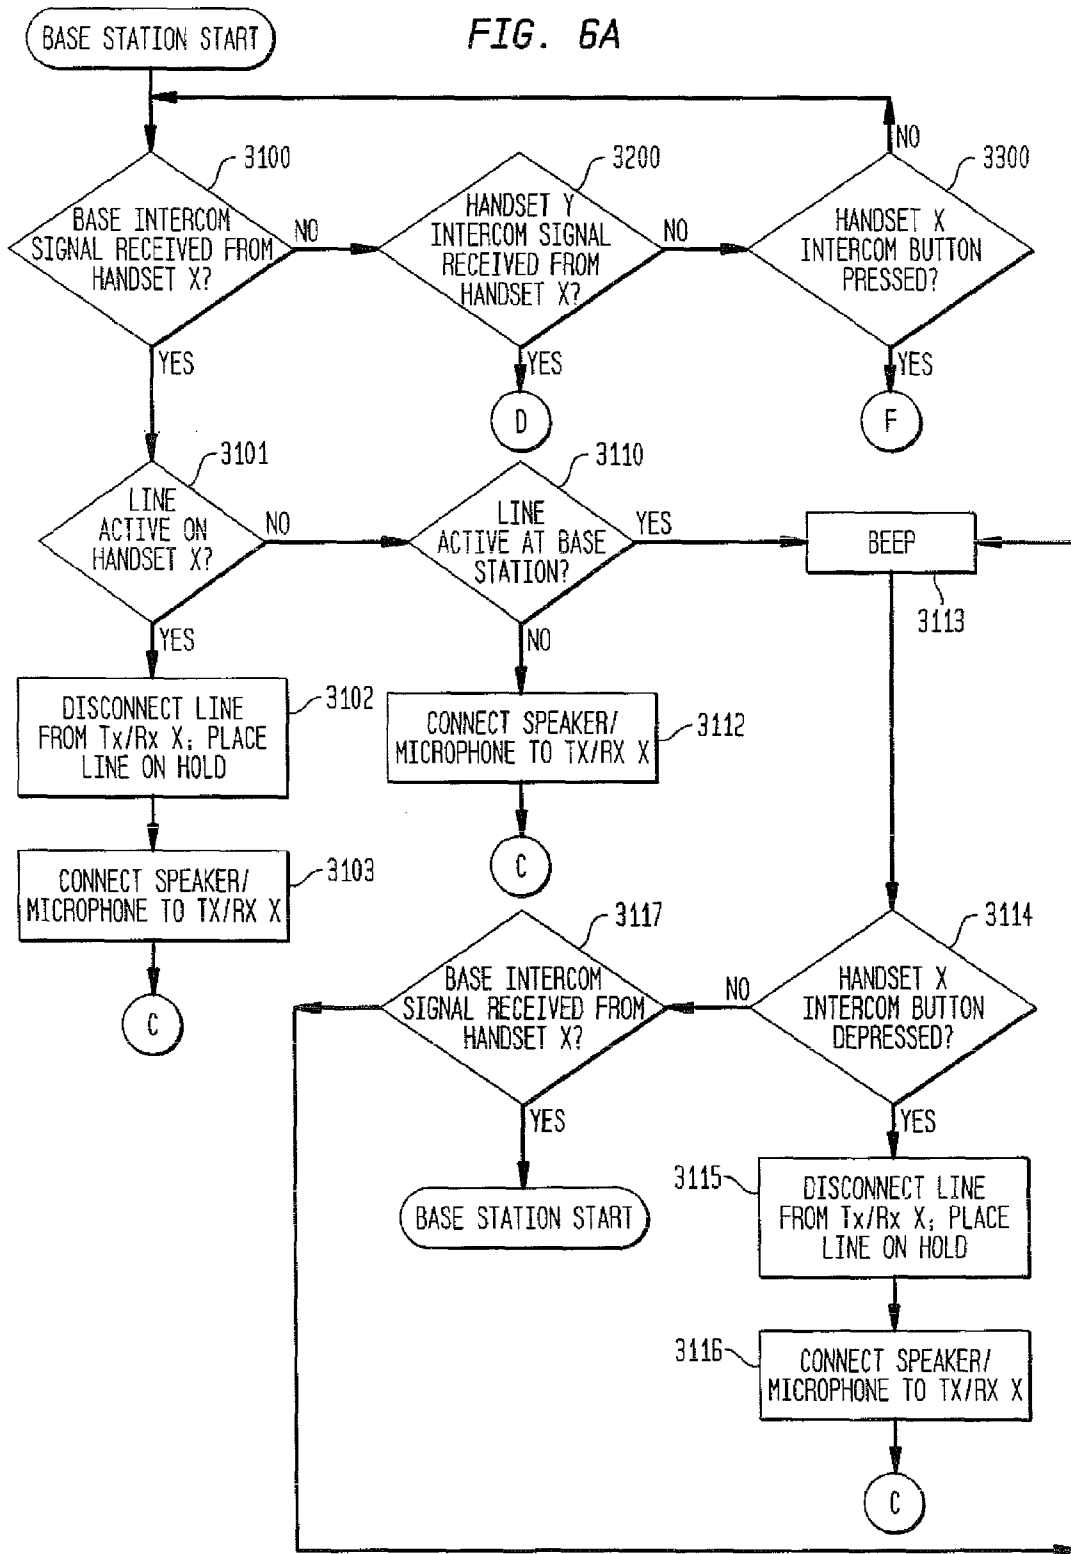 FIG. 6A
BASE STATION START
3100
BASE INTERCOM
SIGNAL RECEIVED FROM
HANDSET X?
NO
YES
3200
HANDSET Y
INTERCOM SIGNAL
RECEIVED FROM
HANDSET X?
NO
YES
D
3300
HANDSET X
INTERCOM BUTTON
PRESSED?
NO
YES
F
3101
LINE
ACTIVE ON
HANDSET X?
NO
YES
3110
LINE
ACTIVE AT BASE
STATION?
YES
NO
BEEP
3113
3102
DISCONNECT LINE
FROM Tx/Rx X; PLACE
LINE ON HOLD
3112
CONNECT SPEAKER/
MICROPHONE TO TX/RX X
C
3103
CONNECT SPEAKER/
MICROPHONE TO TX/RX X
C
3117
BASE INTERCOM
SIGNAL RECEIVED FROM
HANDSET X?
YES
BASE STATION START
3114
HANDSET X
INTERCOM BUTTON
DEPRESSED?
NO
YES
3115
DISCONNECT LINE
FROM Tx/Rx X; PLACE
LINE ON HOLD
3116
CONNECT SPEAKER/
MICROPHONE TO TX/RX X
C